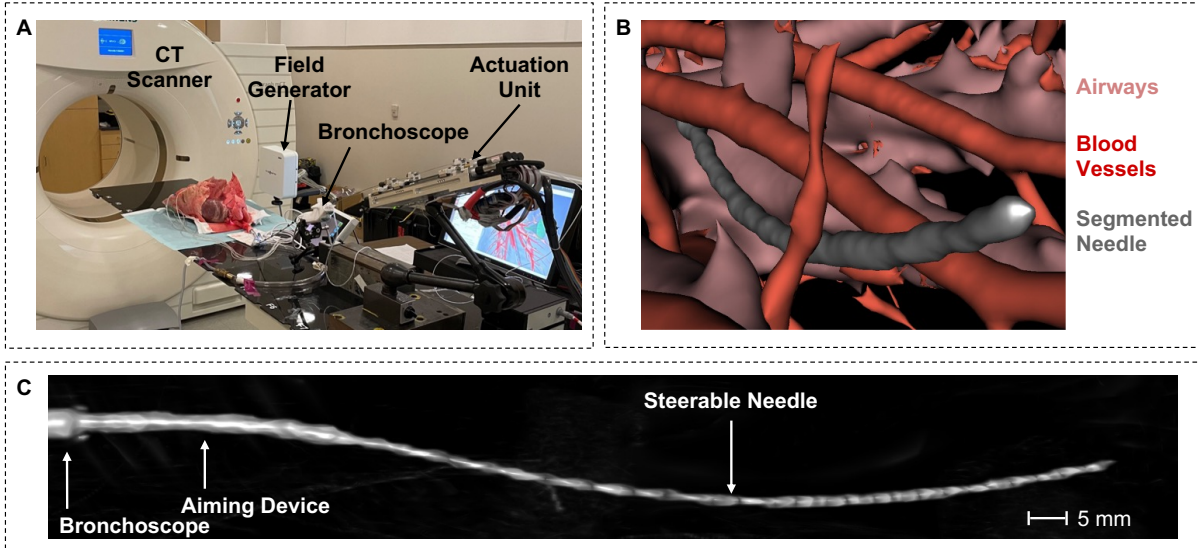 A
CT
Scanner
Field
Generator
Bronchoscope
Actuation
Unit
B
Airways
Blood
Vessels
Segmented
Needle
C
Steerable Needle
Aiming Device
Bronchoscope
5 mm